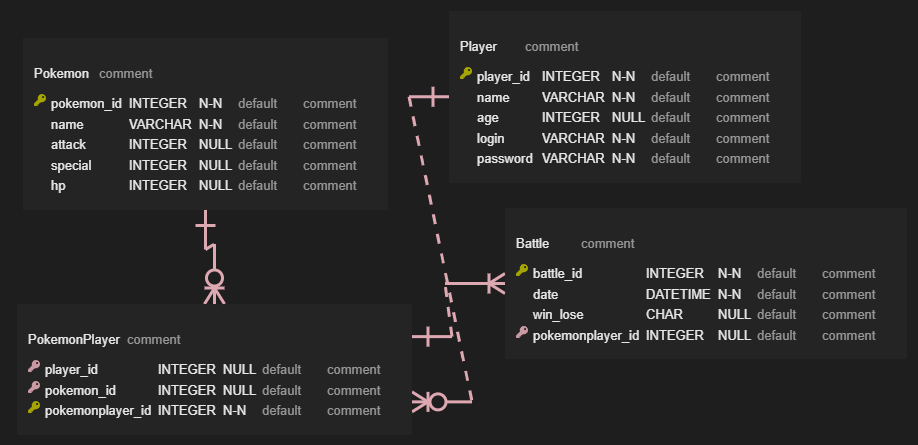 Pokemon comment
pokemon_id INTEGER N-N default comment
name VARCHAR N-N default comment
attack INTEGER NULL default comment
special INTEGER NULL default comment
hp INTEGER NULL default comment
Player comment
player_id INTEGER N-N default comment
name VARCHAR N-N default comment
age INTEGER NULL default comment
login VARCHAR N-N default comment
password VARCHAR N-N default comment
Battle comment
battle_id INTEGER N-N default comment
date DATETIME N-N default comment
win_lose CHAR NULL default comment
pokemonplayer_id INTEGER NULL default comment
PokemonPlayer comment
player_id INTEGER NULL default comment
pokemon_id INTEGER NULL default comment
pokemonplayer_id INTEGER N-N default comment